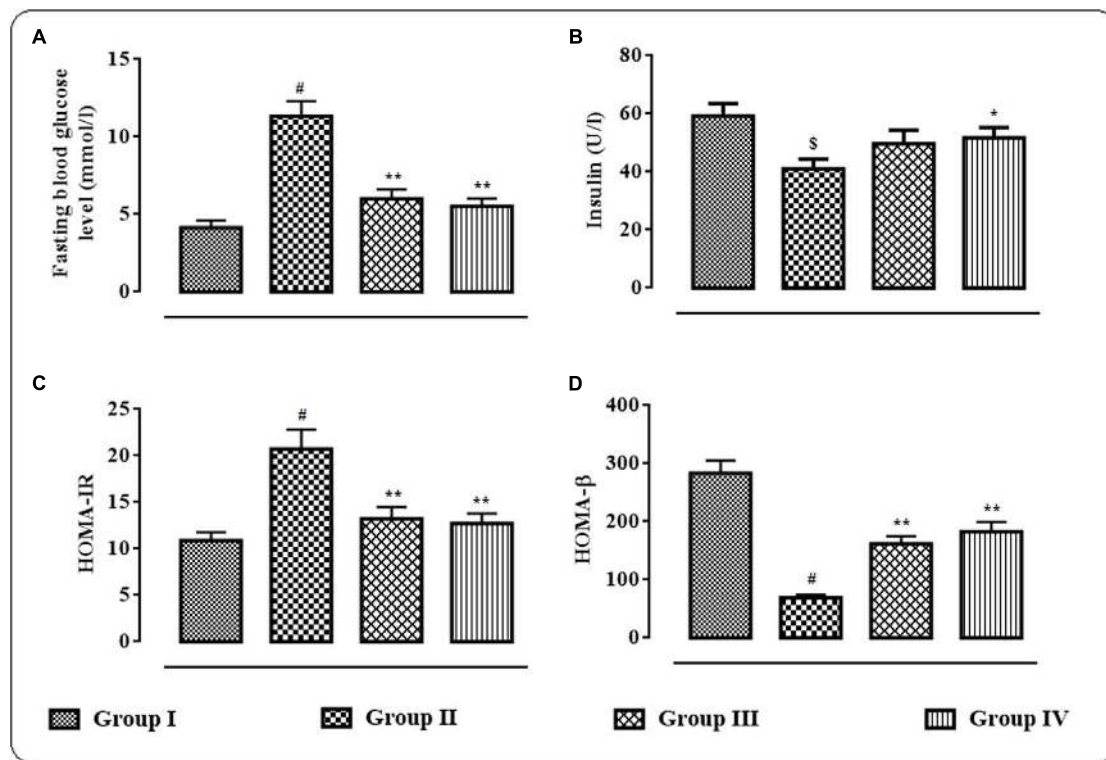 A
Fasting blood glucose
level (mmol/l)
15
10
5
0
#
**
**
B
Insulin (U/l)
80
60
40
20
0
$
*
C
HOMA-IR
25
20
15
10
5
0
#
**
**
D
HOMA-β
400
300
200
100
0
#
**
**
Group I
Group II
Group III
Group IV